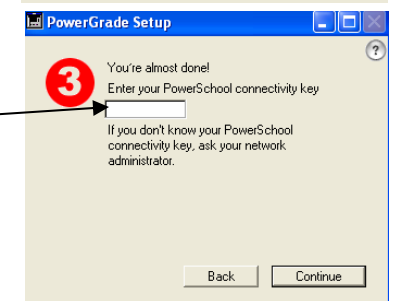 PowerGrade Setup
?
3
You're almost done!
Enter your PowerSchool connectivity key
If you don't know your PowerSchool
connectivity key, ask your network
administrator.
Back
Continue